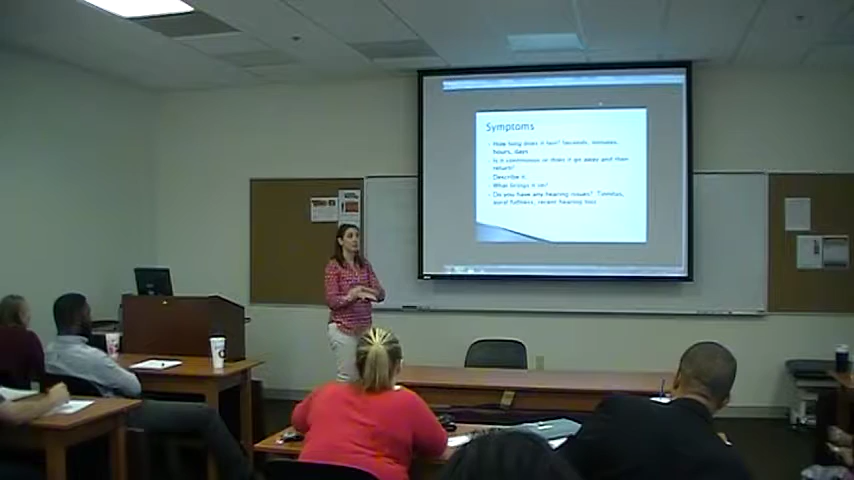 Symptoms
- How long does it last? Seconds, minutes,
hours, days
- Is it continuous or does it go away and then
return?
- Describe it
- What brings it on?
- Do you have any hearing issues? Tinnitus,
aural fullness, recent hearing loss